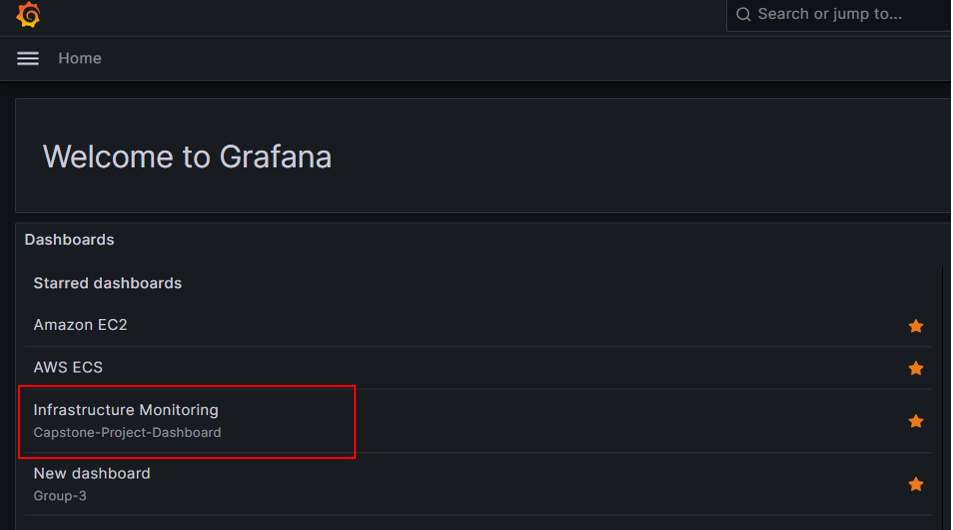 Search or jump to...
Home
Welcome to Grafana
Dashboards
Starred dashboards
Amazon EC2
AWS ECS
Infrastructure Monitoring
Capstone-Project-Dashboard
New dashboard
Group-3